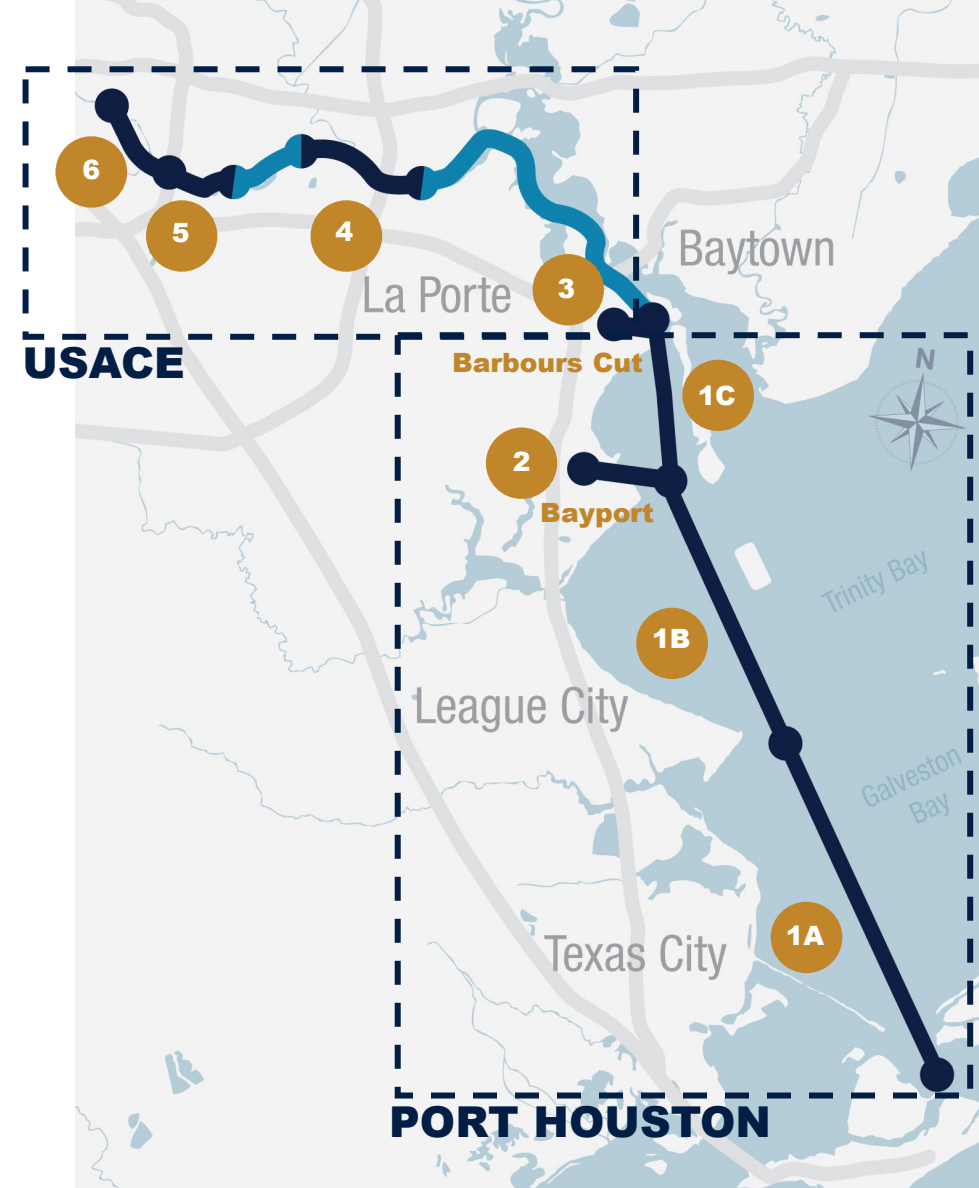 6
5
4
Baytown
La Porte
3
USACE
Barbours Cut
N
1C
2
Bayport
Trinity Bay
1B
League City
Galveston
Bay
1A
Texas City
PORT HOUSTON